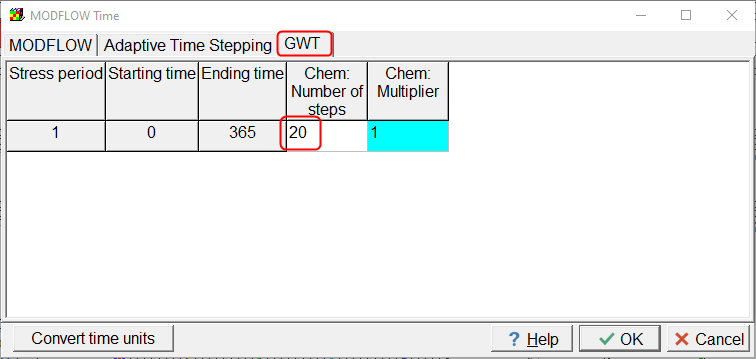 MODFLOW Time
MODFLOW Adaptive Time Stepping GWT
Stress period Starting time Ending time Chem: Number of steps Chem: Multiplier
1 0 365 20 1
Convert time units ? Help OK Cancel